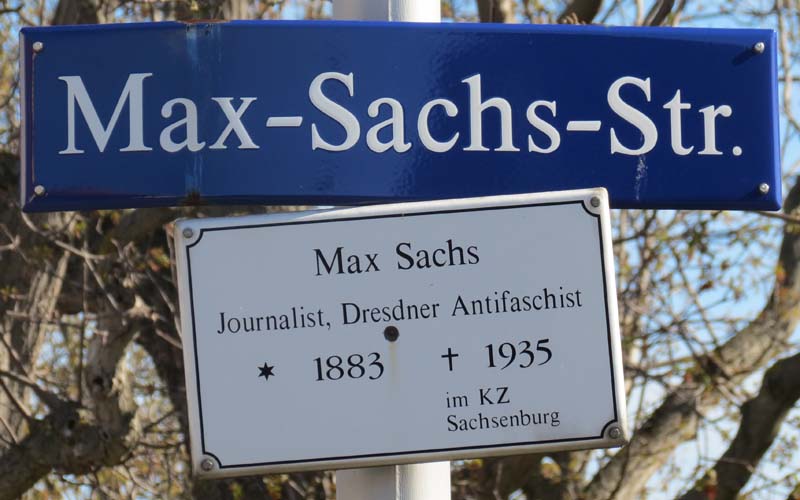 Max-Sachs-Str.
Max Sachs
Journalist, Dresdner Antifaschist
* 1883 † 1935
im KZ
Sachsenburg